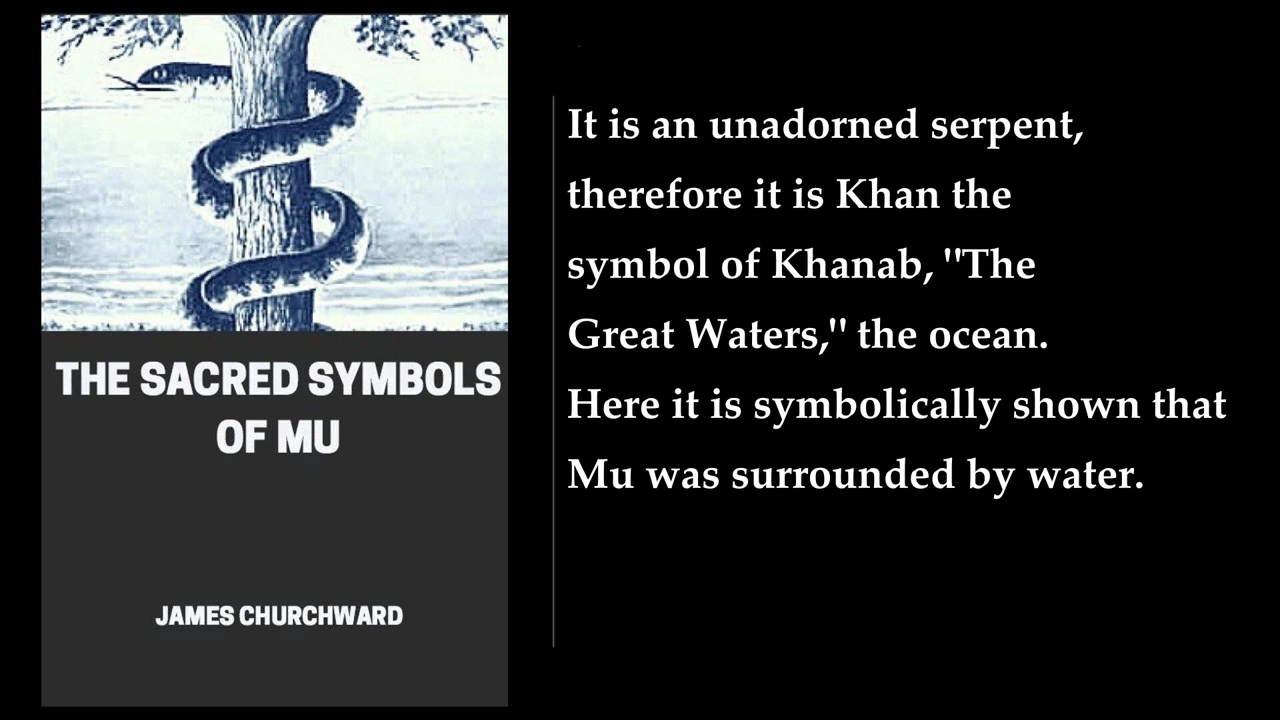 THE SACRED SYMBOLS
OF MU
JAMES CHURCHWARD
It is an unadorned serpent,
therefore it is Khan the
symbol of Khanab, "The
Great Waters," the ocean.
Here it is symbolically shown that
Mu was surrounded by water.